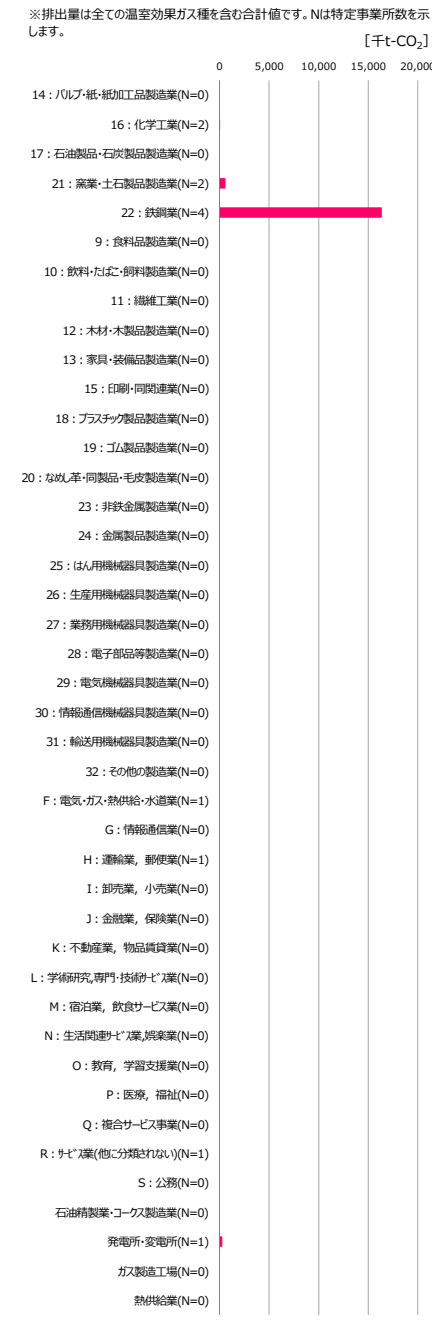 ※排出量は全ての温室効果ガス種を含む合計値です。Nは特定事業所数を示
します。
[千t-CO₂]
0 5,000 10,000 15,000 20,000
14：パルプ・紙・紙加工品製造業(N=0)
16：化学工業(N=2)
17：石油製品・石炭製品製造業(N=0)
21：窯業・土石製品製造業(N=2)
22：鉄鋼業(N=4)
9：食料品製造業(N=0)
10：飲料・たばこ・飼料製造業(N=0)
11：繊維工業(N=0)
12：木材・木製品製造業(N=0)
13：家具・装備品製造業(N=0)
15：印刷・同関連業(N=0)
18：プラスチック製品製造業(N=0)
19：ゴム製品製造業(N=0)
20：なめし革・同製品・毛皮製造業(N=0)
23：非鉄金属製造業(N=0)
24：金属製品製造業(N=0)
25：はん用機械器具製造業(N=0)
26：生産用機械器具製造業(N=0)
27：業務用機械器具製造業(N=0)
28：電子部品等製造業(N=0)
29：電気機械器具製造業(N=0)
30：情報通信機械器具製造業(N=0)
31：輸送用機械器具製造業(N=0)
32：その他の製造業(N=0)
F：電気・ガス・熱供給・水道業(N=1)
G：情報通信業(N=0)
H：運輸業，郵便業(N=1)
I：卸売業，小売業(N=0)
J：金融業，保険業(N=0)
K：不動産業，物品賃貸業(N=0)
L：学術研究,専門・技術ｻｰﾋﾞｽ業(N=0)
M：宿泊業，飲食サービス業(N=0)
N：生活関連ｻｰﾋﾞｽ業,娯楽業(N=0)
O：教育，学習支援業(N=0)
P：医療，福祉(N=0)
Q：複合サービス事業(N=0)
R：ｻｰﾋﾞｽ業(他に分類されない)(N=1)
S：公務(N=0)
石油精製業・コークス製造業(N=0)
発電所・変電所(N=1)
ガス製造工場(N=0)
熱供給業(N=0)